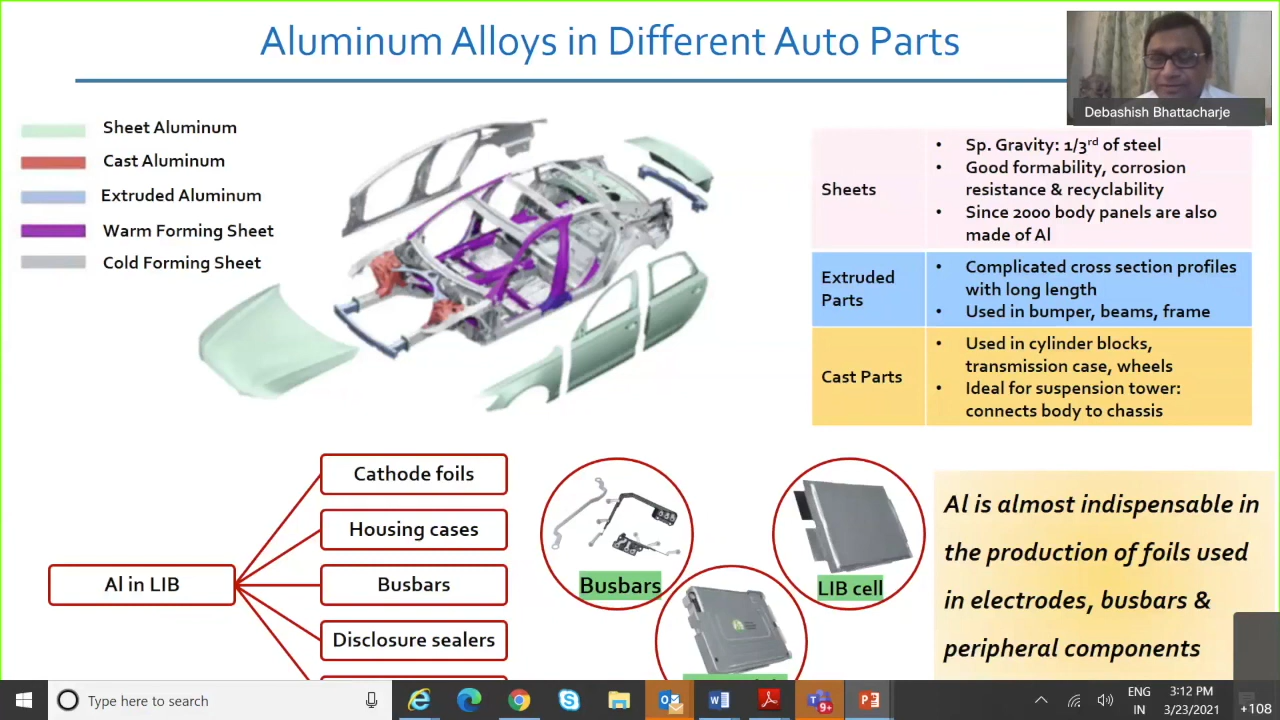 Aluminum Alloys in Different Auto Parts
Debashish Bhattacharje
Sheet Aluminum
Cast Aluminum
Extruded Aluminum
Warm Forming Sheet
Cold Forming Sheet
Sheets
• Sp. Gravity: 1/3rd of steel
• Good formability, corrosion
resistance & recyclability
• Since 2000 body panels are also
made of Al
Extruded
Parts
• Complicated cross section profiles
with long length
• Used in bumper, beams, frame
Cast Parts
• Used in cylinder blocks,
transmission case, wheels
• Ideal for suspension tower:
connects body to chassis
Al in LIB
Cathode foils
Housing cases
Busbars
Disclosure sealers
Busbars
LIB cell
Al is almost indispensable in
the production of foils used
in electrodes, busbars &
peripheral components
Type here to search
9+
ENG
IN
3:12 PM
3/23/2021
+108